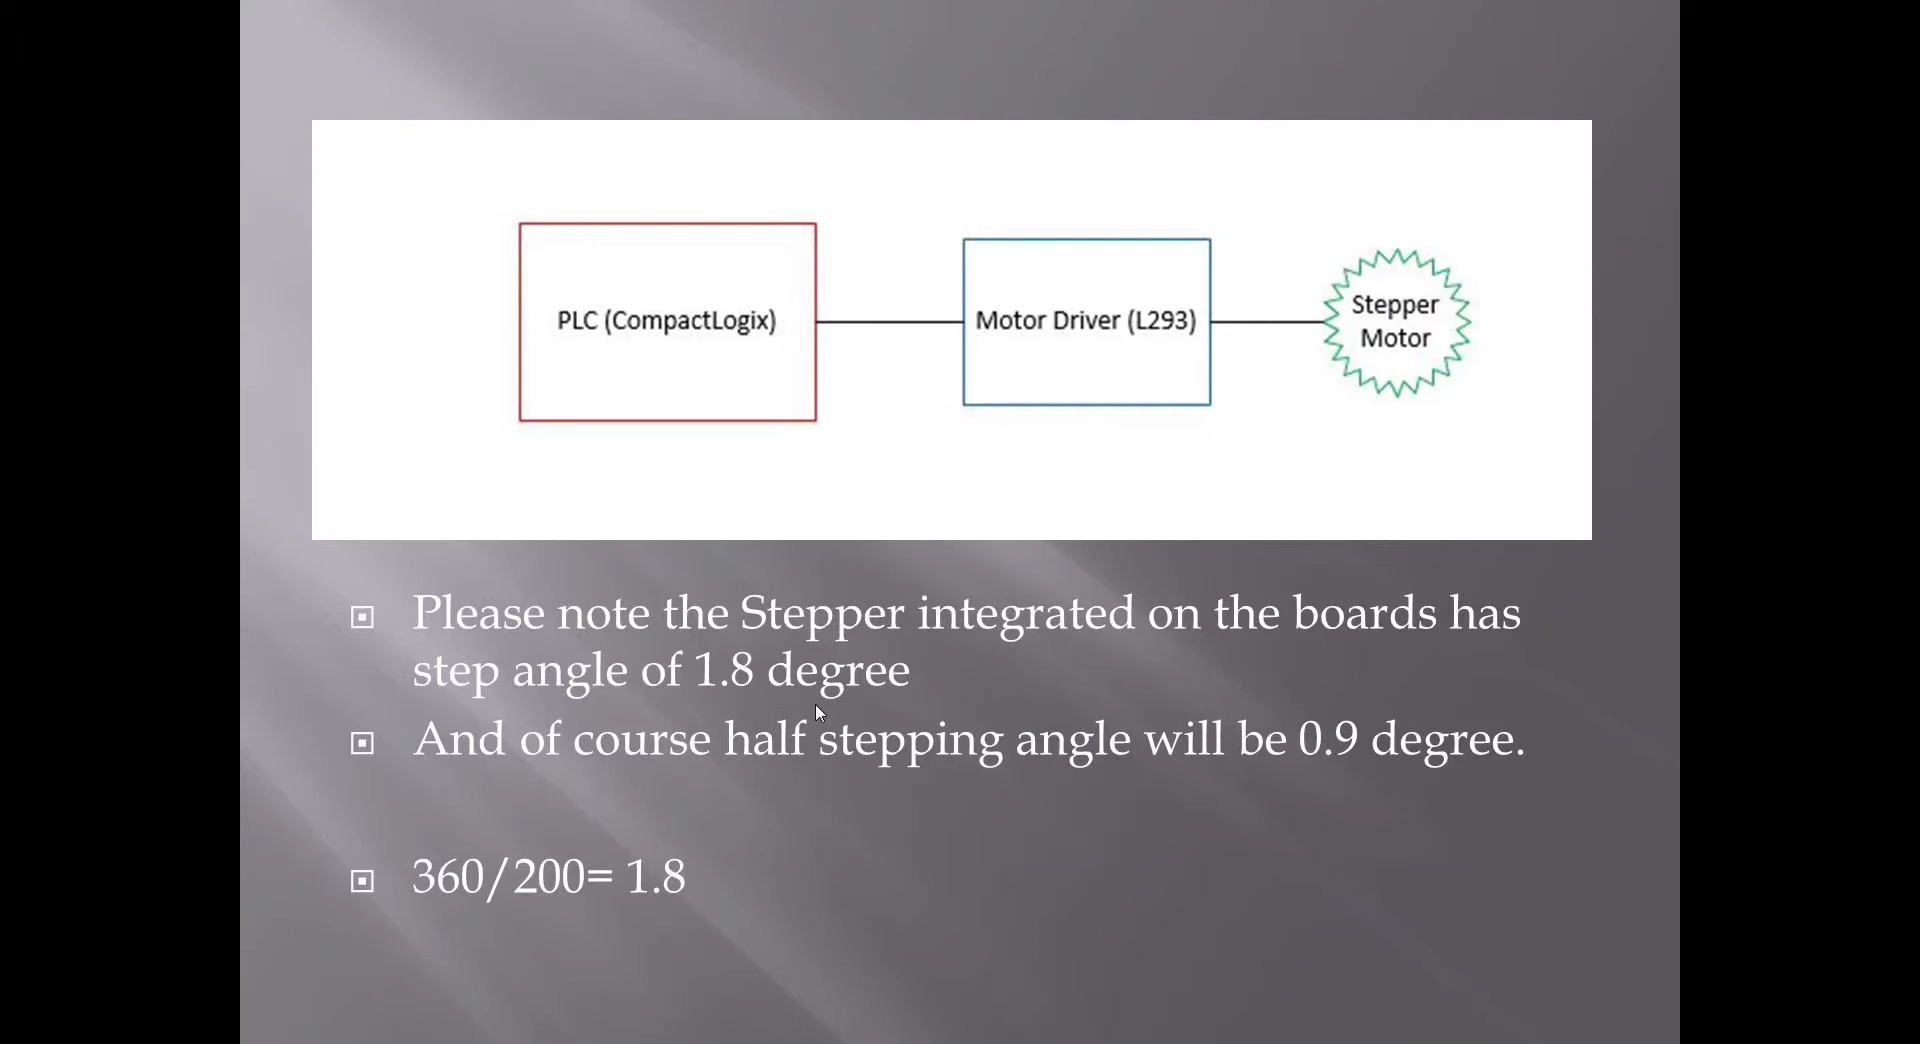 PLC (CompactLogix)
Motor Driver (L293)
Stepper
Motor
Please note the Stepper integrated on the boards has
step angle of 1.8 degree
And of course half stepping angle will be 0.9 degree.
360/200= 1.8